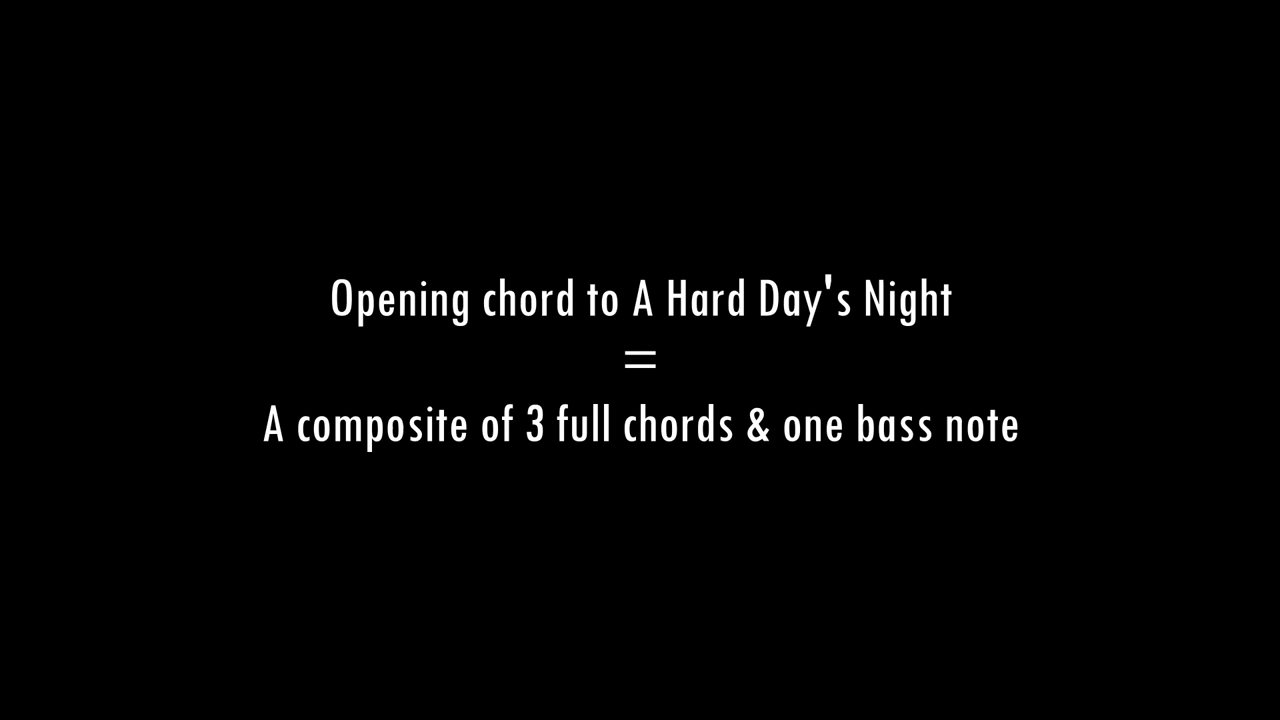 Opening chord to A Hard Day's Night
=
A composite of 3 full chords & one bass note